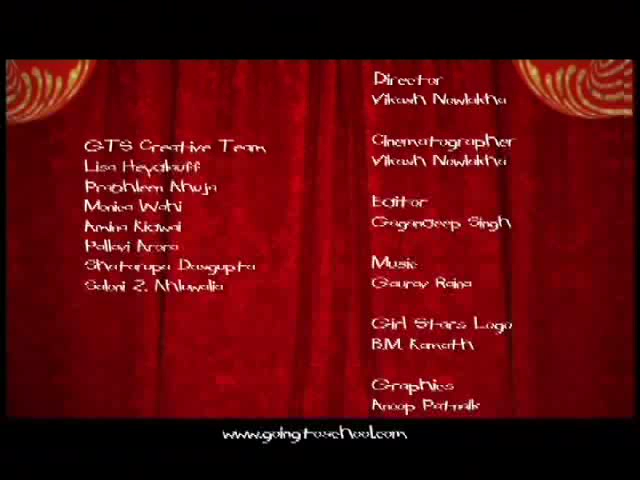 GTS Creative Team
Lisa Heydlauff
Prabhleen Ahuja
Monica Wahi
Amina Kidwai
Pallavi Arora
Shatarupa Dasgupta
Saloni Z. Ahluwalia
Director
Vikash Nowlakha
Cinematographer
Vikash Nowlakha
Editor
Gagandeep Singh
Music
Gaurav Raina
Girl Stars Logo
B.M. Kamath
Graphics
Anoop Patnaik
www.goingtoschool.com